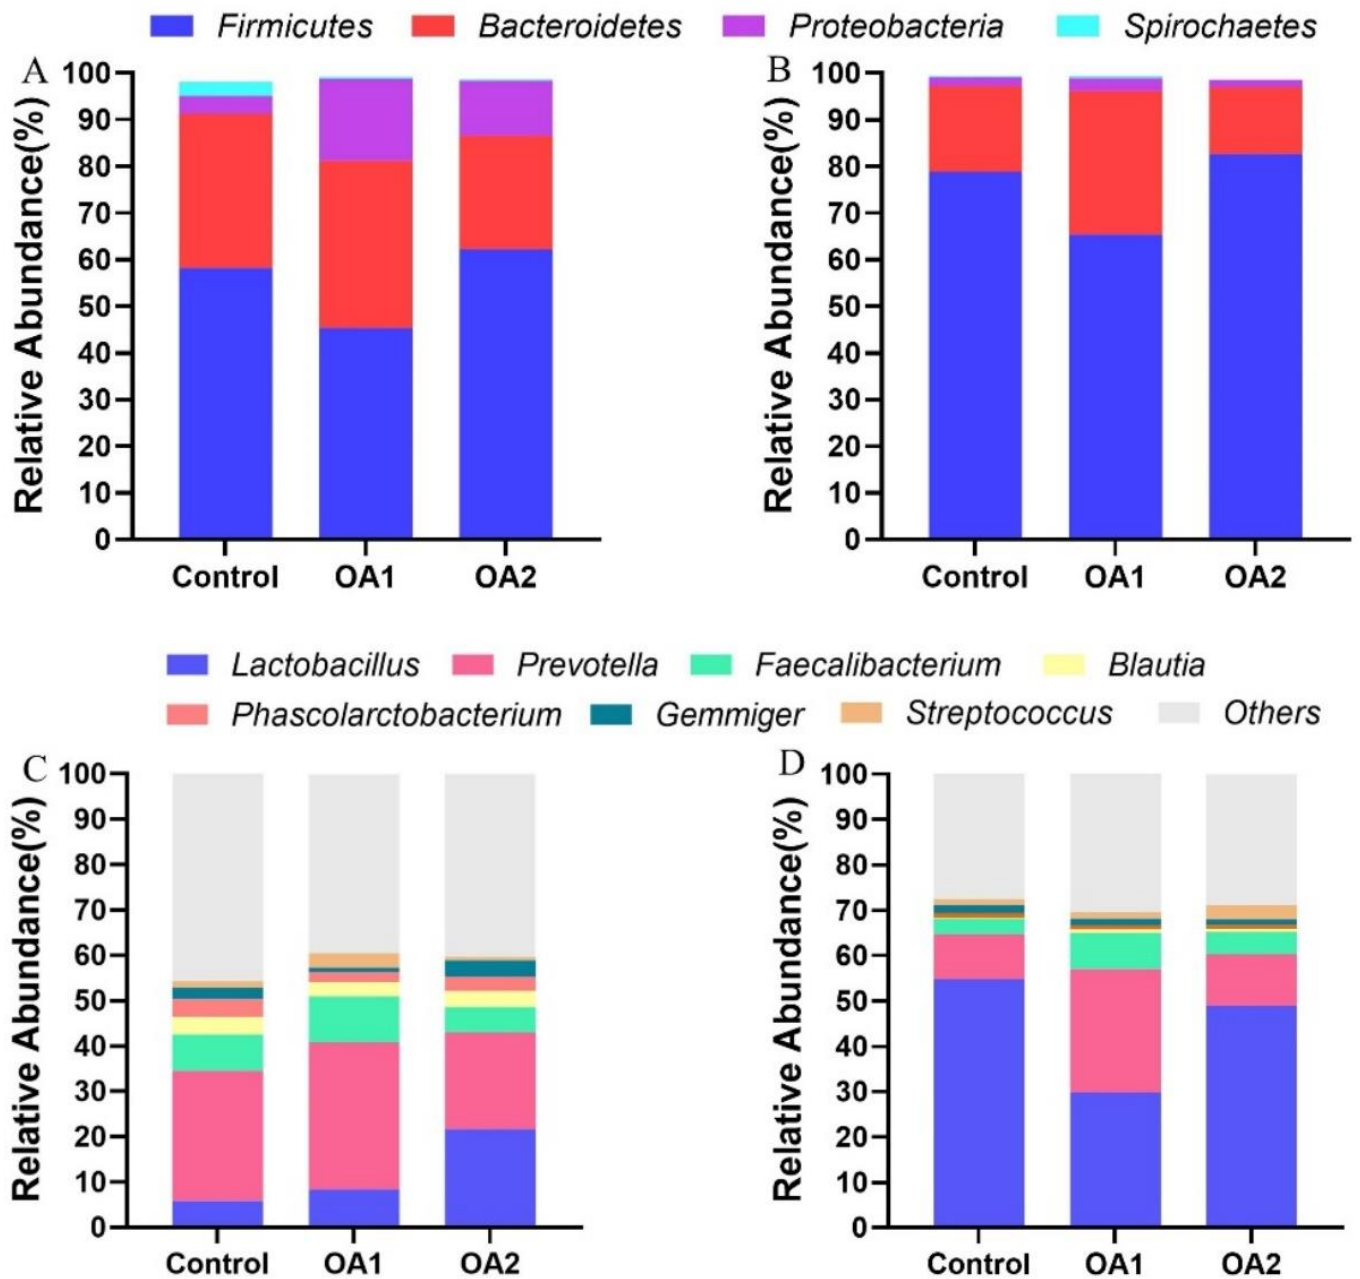 Firmicutes Bacteroidetes Proteobacteria Spirochaetes
A
Relative Abundance(%)
100
90
80
70
60
50
40
30
20
10
0
Control OA1 OA2
B
Relative Abundance(%)
100
90
80
70
60
50
40
30
20
10
0
Control OA1 OA2
Lactobacillus Prevotella Faecalibacterium Blautia
Phascolarctobacterium Gemmiger Streptococcus Others
C
Relative Abundance(%)
100
90
80
70
60
50
40
30
20
10
0
Control OA1 OA2
D
Relative Abundance(%)
100
90
80
70
60
50
40
30
20
10
0
Control OA1 OA2